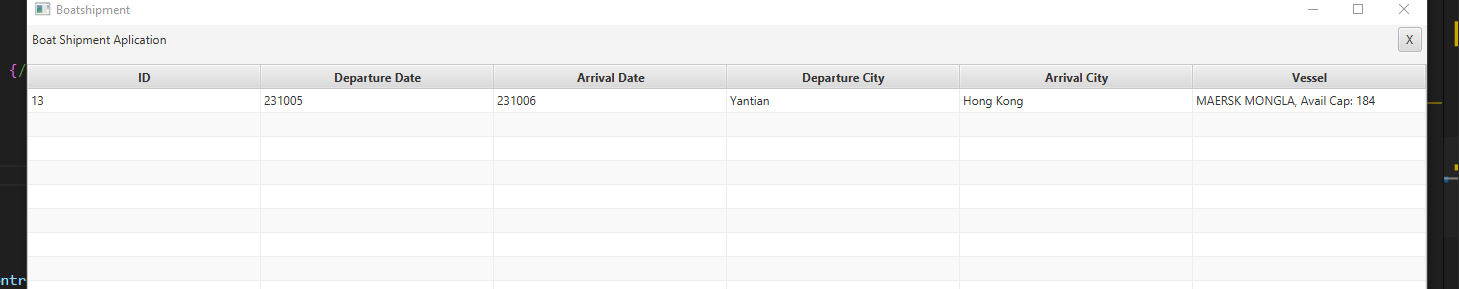 Boatshipment
Boat Shipment Aplication X
{/
ID Departure Date Arrival Date Departure City Arrival City Vessel
13 231005 231006 Yantian Hong Kong MAERSK MONGLA, Avail Cap: 184
ntr